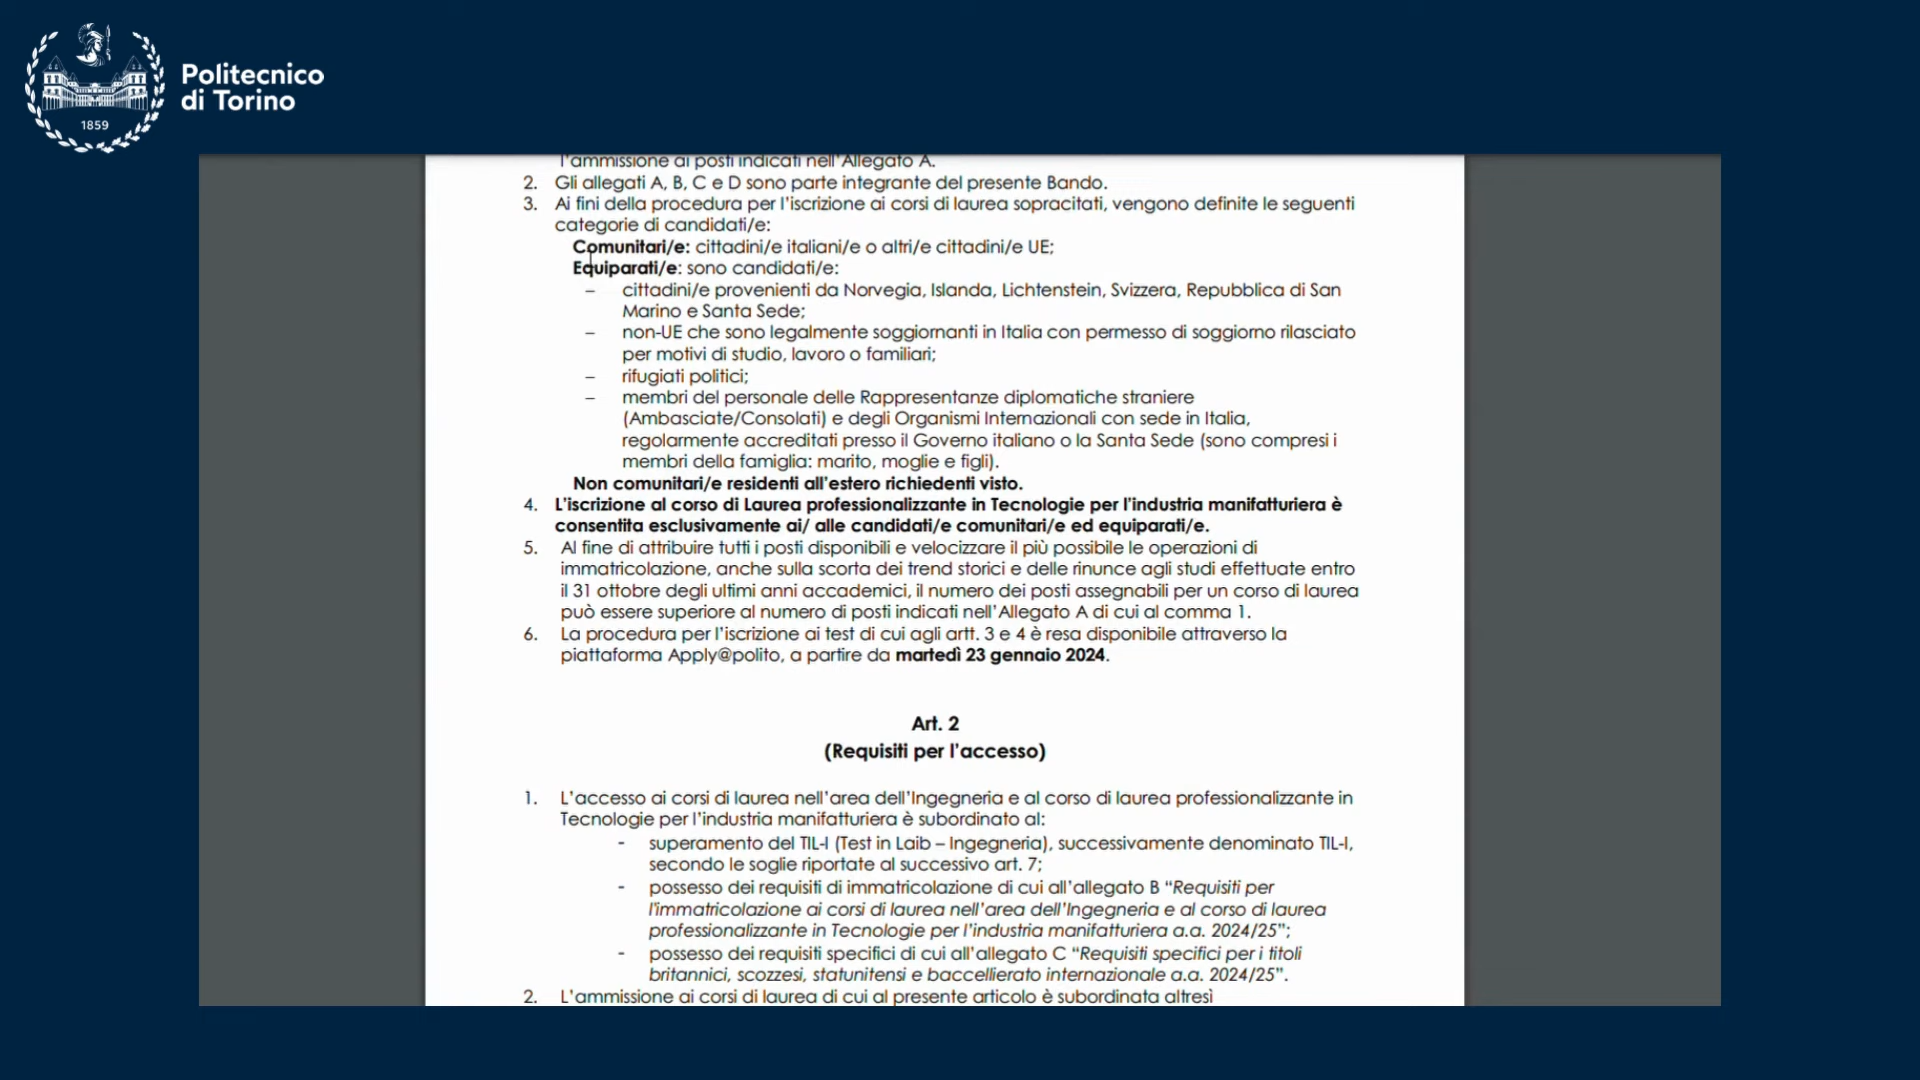 Politecnico
di Torino
1859
l'ammissione ai posti indicati nell'Allegato A.
2. Gli allegati A, B, C e D sono parte integrante del presente Bando.
3. Ai fini della procedura per l'iscrizione ai corsi di laurea sopracitati, vengono definite le seguenti
categorie di candidati/e:
Comunitari/e: cittadini/e italiani/e o altri/e cittadini/e UE;
Equiparati/e: sono candidati/e:
– cittadini/e provenienti da Norvegia, Islanda, Lichtenstein, Svizzera, Repubblica di San
Marino e Santa Sede;
– non-UE che sono legalmente soggiornanti in Italia con permesso di soggiorno rilasciato
per motivi di studio, lavoro o familiari;
– rifugiati politici;
– membri del personale delle Rappresentanze diplomatiche straniere
(Ambasciate/Consolati) e degli Organismi Internazionali con sede in Italia,
regolarmente accreditati presso il Governo italiano o la Santa Sede (sono compresi i
membri della famiglia: marito, moglie e figli).
Non comunitari/e residenti all'estero richiedenti visto.
4. L'iscrizione al corso di Laurea professionalizzante in Tecnologie per l'industria manifatturiera è
consentita esclusivamente ai/ alle candidati/e comunitari/e ed equiparati/e.
5. Al fine di attribuire tutti i posti disponibili e velocizzare il più possibile le operazioni di
immatricolazione, anche sulla scorta dei trend storici e delle rinunce agli studi effettuate entro
il 31 ottobre degli ultimi anni accademici, il numero dei posti assegnabili per un corso di laurea
può essere superiore al numero di posti indicati nell'Allegato A di cui al comma 1.
6. La procedura per l'iscrizione ai test di cui agli artt. 3 e 4 è resa disponibile attraverso la
piattaforma Apply@polito, a partire da martedì 23 gennaio 2024.
Art. 2
(Requisiti per l'accesso)
1. L'accesso ai corsi di laurea nell'area dell'Ingegneria e al corso di laurea professionalizzante in
Tecnologie per l'industria manifatturiera è subordinato al:
- superamento del TIL-I (Test in Laib – Ingegneria), successivamente denominato TIL-I,
secondo le soglie riportate al successivo art. 7;
- possesso dei requisiti di immatricolazione di cui all'allegato B “Requisiti per
l'immatricolazione ai corsi di laurea nell'area dell'Ingegneria e al corso di laurea
professionalizzante in Tecnologie per l'industria manifatturiera a.a. 2024/25”;
- possesso dei requisiti specifici di cui all'allegato C “Requisiti specifici per i titoli
britannici, scozzesi, statunitensi e baccellierato internazionale a.a. 2024/25”.
2. L'ammissione ai corsi di laurea di cui al presente articolo è subordinata altresì